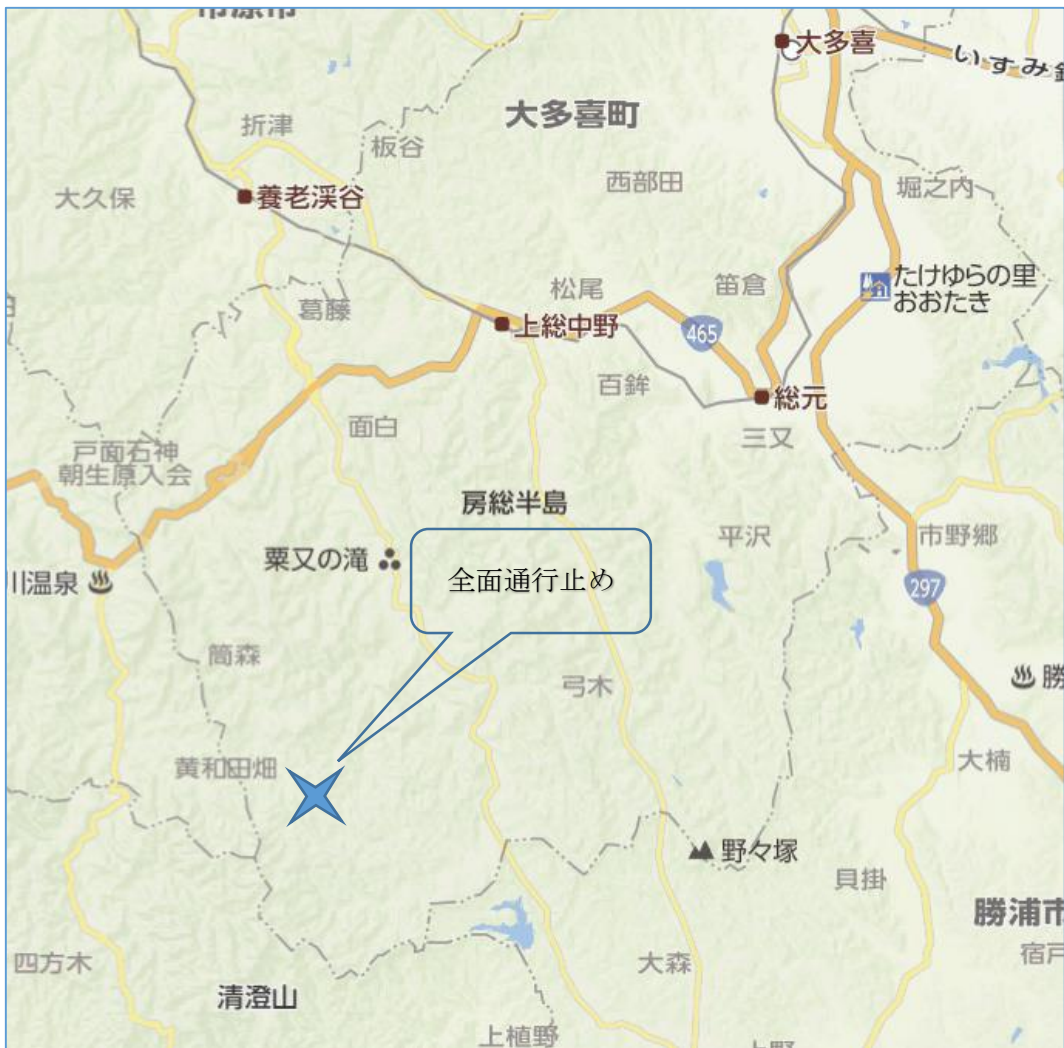 市原市
大多喜
いすみ鉄
大多喜町
折津
板谷
西部田
堀之内
大久保
養老渓谷
たけゆらの里
おおたき
松尾
笛倉
葛藤
上総中野
465
百鉾
総元
面白
三又
戸面石神
朝生原入会
房総半島
平沢
市野郷
粟又の滝
全面通行止め
川温泉
297
筒森
弓木
勝
黄和田畑
大楠
野々塚
貝掛
勝浦市
宿戸
四方木
大森
清澄山
上植野
上野